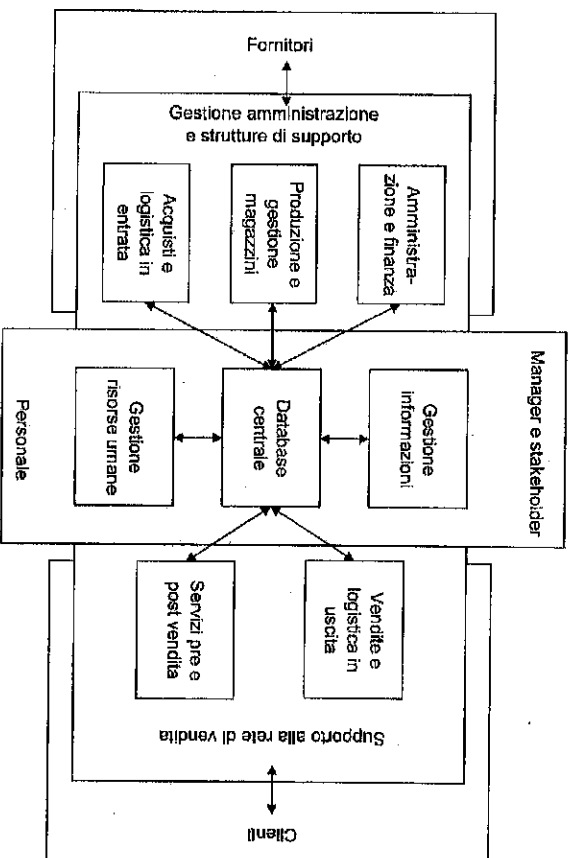 Fornitori
Gestione amministrazione
e strutture di supporto
Acquisti e
logistica in
entrata
Produzione e
gestione
magazzini
Amministra-
zione e finanza
Manager e stakeholder
Gestione
informazioni
Database
centrale
Gestione
risorse umane
Personale
Vendite e
logistica in
uscita
Servizi pre e
post vendita
Supporto alla rete di vendita
Clienti